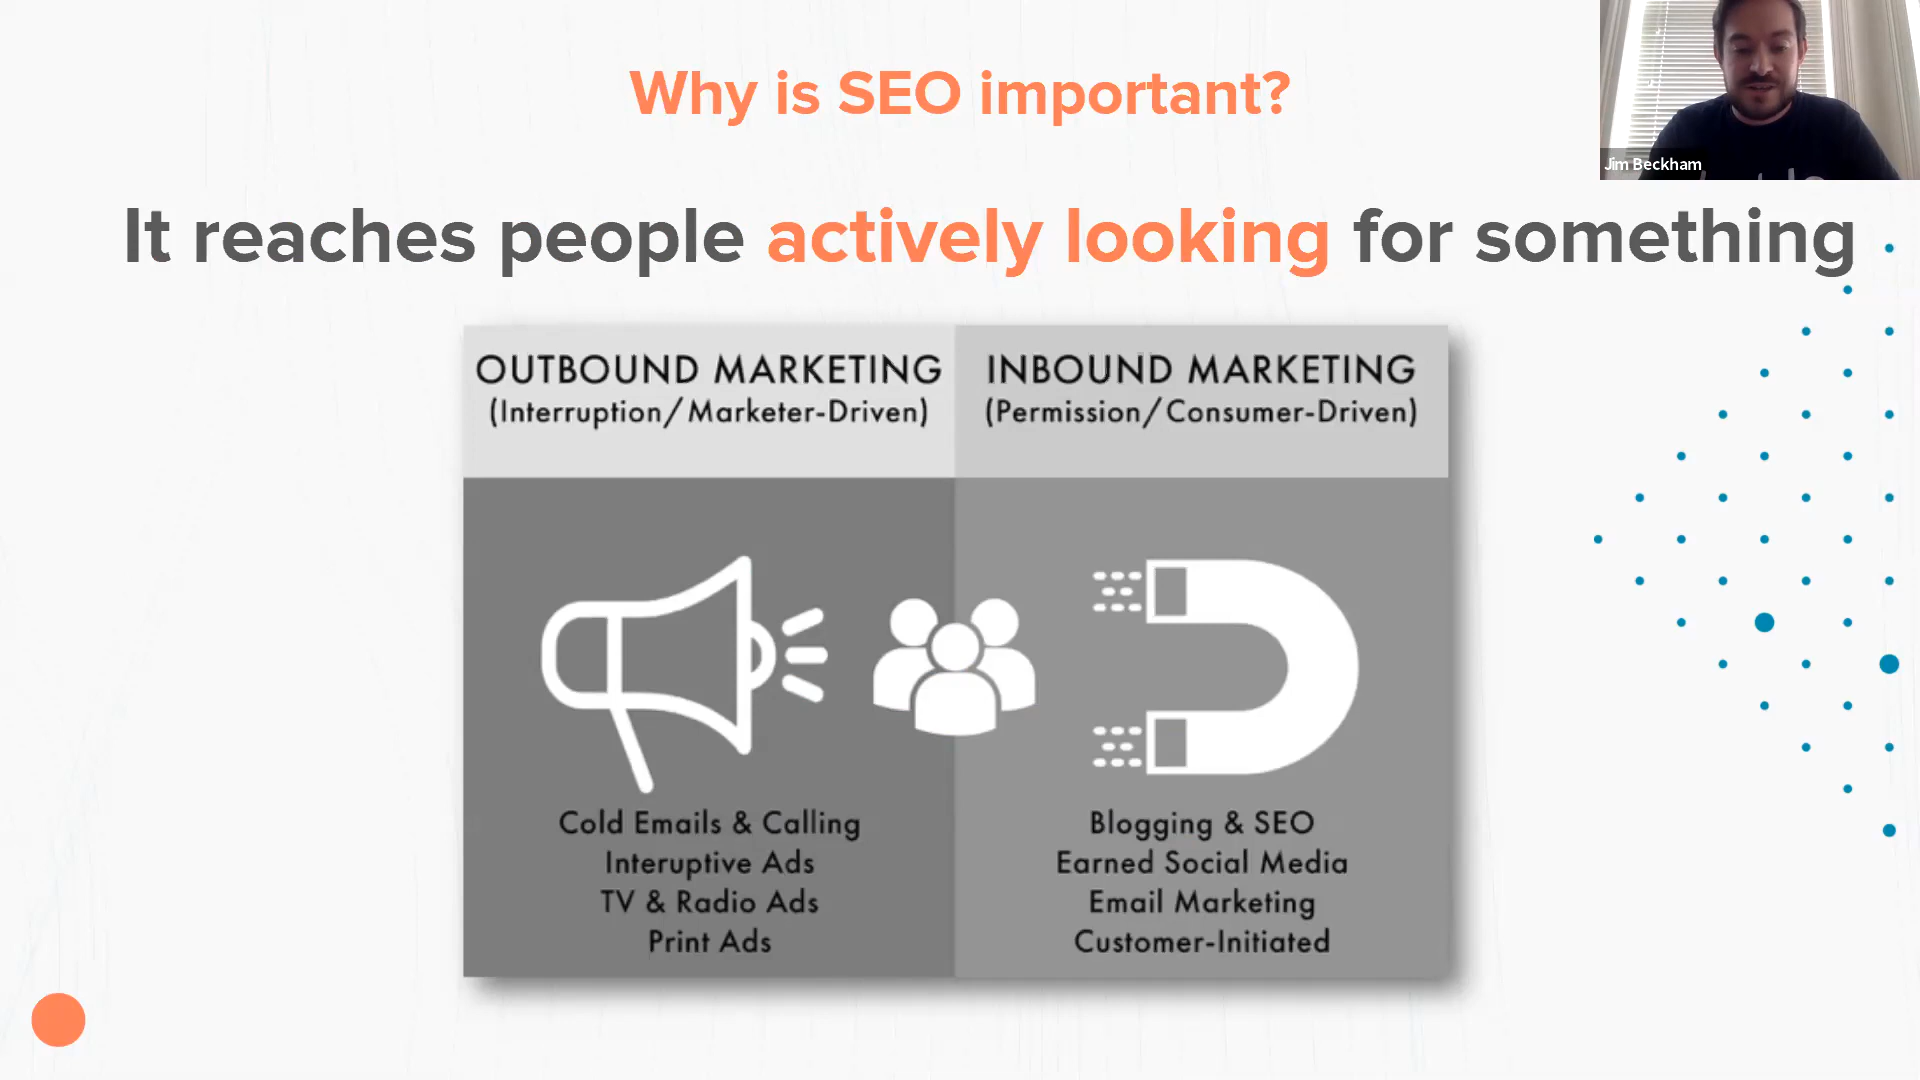 Why is SEO important?
Jim Beckham
It reaches people actively looking for something
OUTBOUND MARKETING
(Interruption/Marketer-Driven)
Cold Emails & Calling
Interuptive Ads
TV & Radio Ads
Print Ads
INBOUND MARKETING
(Permission/Consumer-Driven)
Blogging & SEO
Earned Social Media
Email Marketing
Customer-Initiated